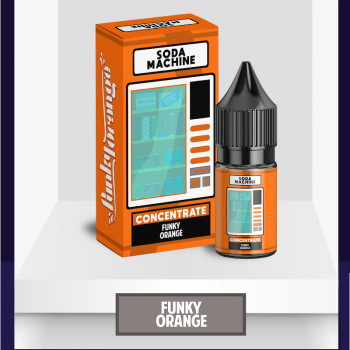 SODA
MACHINE
CONCENTRATE
FUNKY
ORANGE
SODA
MACHINE
CONCENTRATE
FUNKY
ORANGE
FUNKY
ORANGE